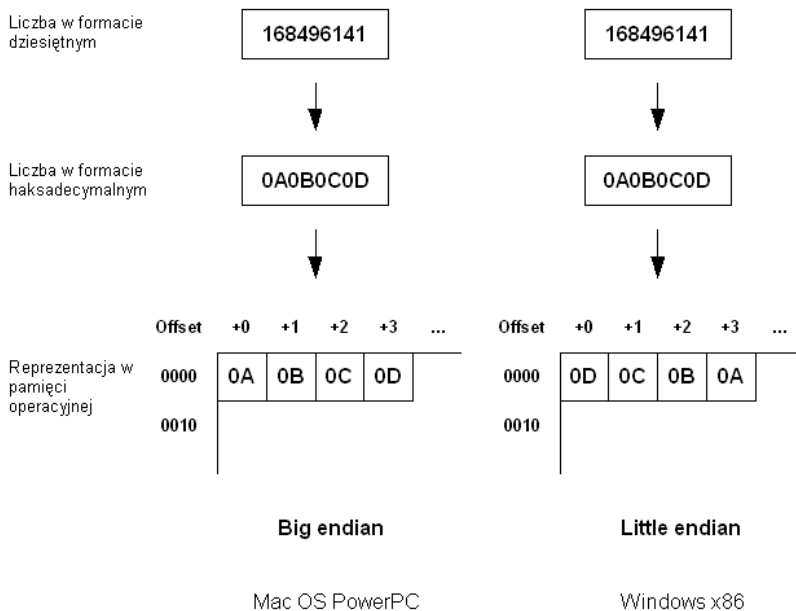 Liczba w formacie
dziesiętnym
168496141
168496141
Liczba w formacie
haksadecymalnym
0A0B0C0D
0A0B0C0D
Offset +0 +1 +2 +3 ...
Offset +0 +1 +2 +3 ...
Reprezentacja w
pamięci
operacyjnej
0000 0A 0B 0C 0D
0010
0000 0D 0C 0B 0A
0010
Big endian
Little endian
Mac OS PowerPC
Windows x86